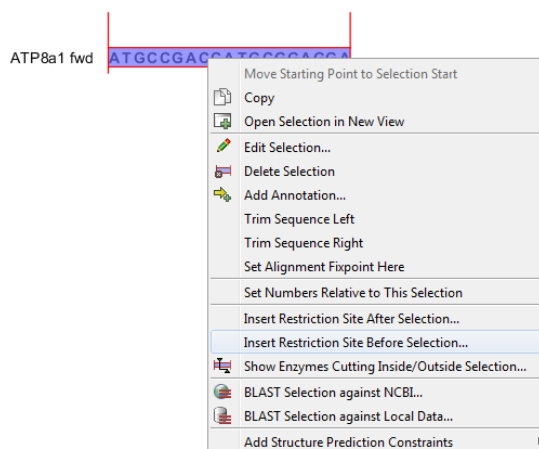 ATP8a1 fwd ATGCCGACCATGCGGACGA
Move Starting Point to Selection Start
Copy
Open Selection in New View
Edit Selection...
Delete Selection
Add Annotation...
Trim Sequence Left
Trim Sequence Right
Set Alignment Fixpoint Here
Set Numbers Relative to This Selection
Insert Restriction Site After Selection...
Insert Restriction Site Before Selection...
Show Enzymes Cutting Inside/Outside Selection...
BLAST Selection against NCBI...
BLAST Selection against Local Data...
Add Structure Prediction Constraints